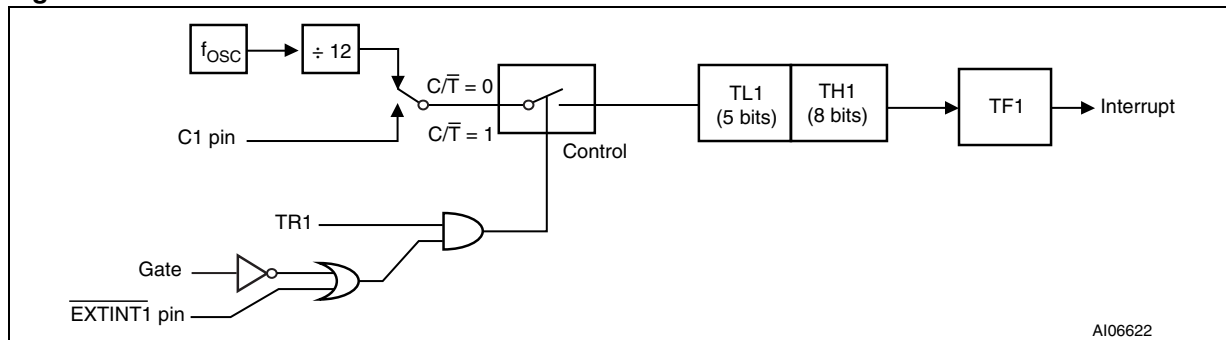 fOSC
÷ 12
C/T̅ = 0
C/T̅ = 1
C1 pin
Control
TL1
(5 bits)
TH1
(8 bits)
TF1
Interrupt
TR1
Gate
E̅X̅T̅I̅N̅T̅1 pin
AI06622